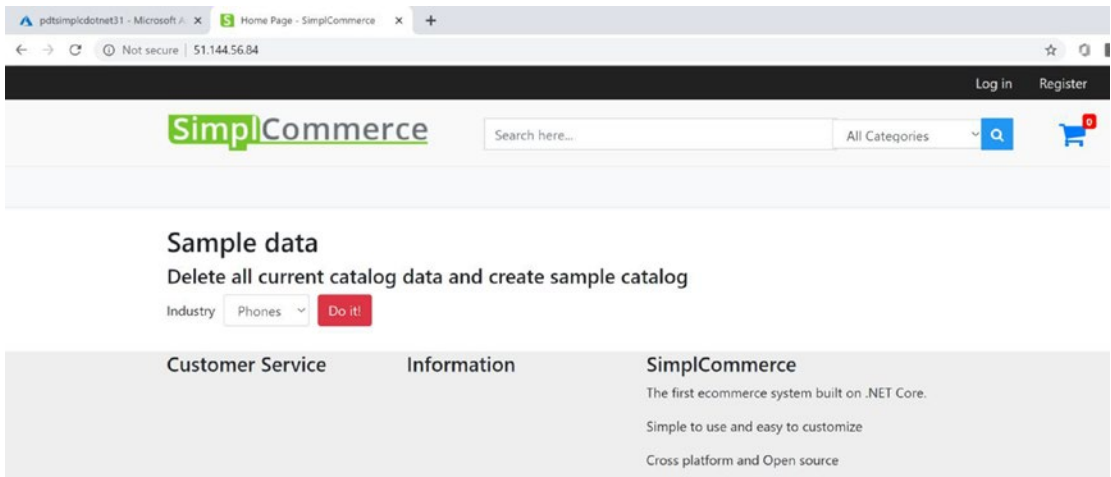 pdtsimplcdotnet31 - Microsoft A
Home Page - SimplCommerce
Not secure | 51.144.56.84
Log in Register
SimplCommerce
Search here...
All Categories
0
Sample data
Delete all current catalog data and create sample catalog
Industry Phones Do it!
Customer Service Information SimplCommerce
The first ecommerce system built on .NET Core.
Simple to use and easy to customize
Cross platform and Open source